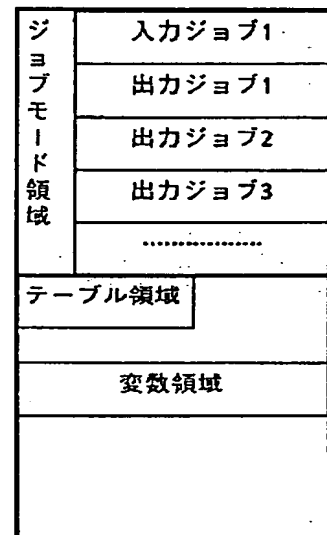 ジョブモード領域
入力ジョブ1
出力ジョブ1
出力ジョブ2
出力ジョブ3
................
テーブル領域
変数領域